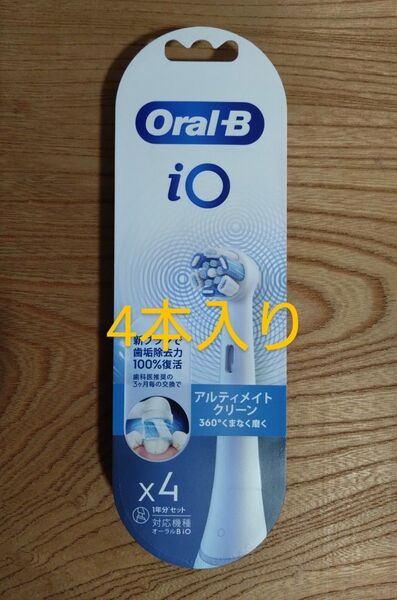 Oral-B
iO
4本入り
歯垢除去力
100%復活
歯科医推奨の
3ヶ月毎の交換で
アルティメイト
クリーン
360°くまなく磨く
x4
1年分*セット
対応機種
オーラルB iO